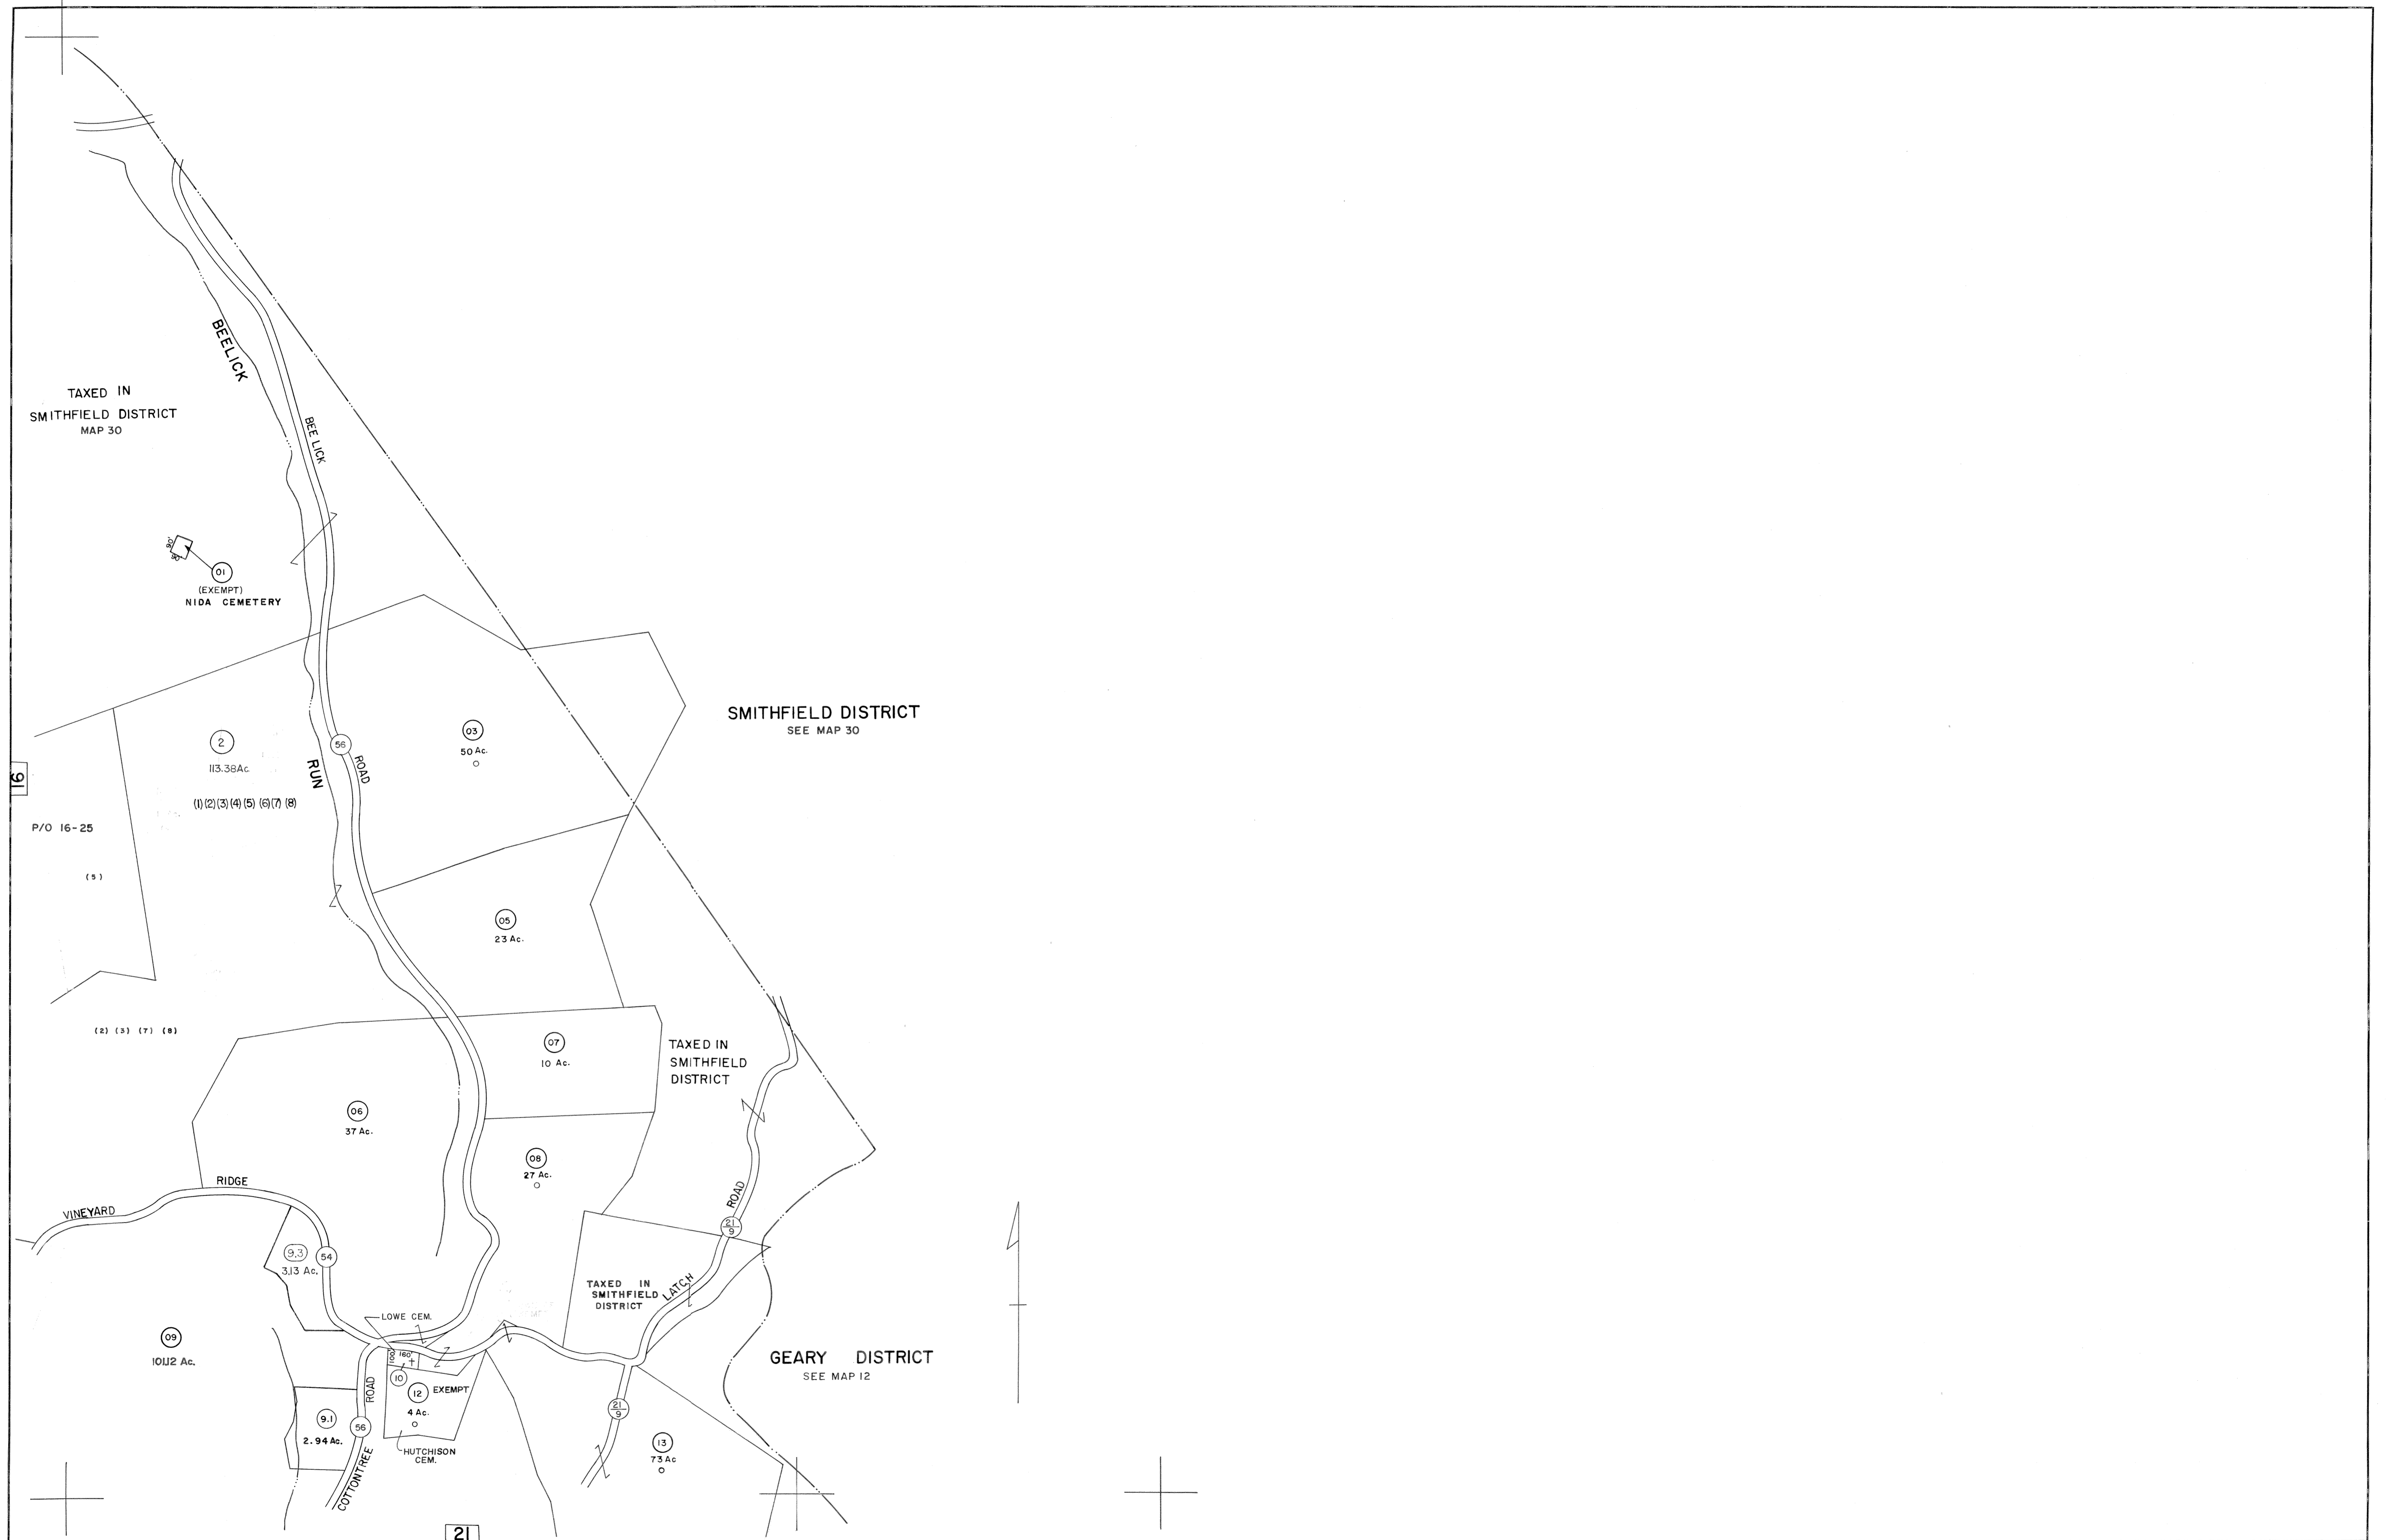 BEELICK
TAXED IN
SMITHFIELD DISTRICT
MAP 30
BEE LICK
90'
90'
01
(EXEMPT)
NIDA CEMETERY
SMITHFIELD DISTRICT
SEE MAP 30
2
113.38Ac
(1)(2)(3)(4)(5) (6)(7) (8)
56
ROAD
RUN
03
50 Ac.
16
P/O 16-25
(5)
05
23 Ac.
(2) (3) (7) (8)
07
10 Ac.
TAXED IN
SMITHFIELD
DISTRICT
06
37 Ac.
08
27 Ac.
RIDGE
VINEYARD
ROAD
21
9
9.3
3.13 Ac.
54
TAXED IN
SMITHFIELD
DISTRICT
LATCH
LOWE CEM.
09
101.12 Ac.
100'
160'
10
12
EXEMPT
4 Ac.
HUTCHISON
CEM.
GEARY DISTRICT
SEE MAP 12
ROAD
9.1
2.94 Ac.
56
COTTONTREE
21
9
13
73 Ac
21